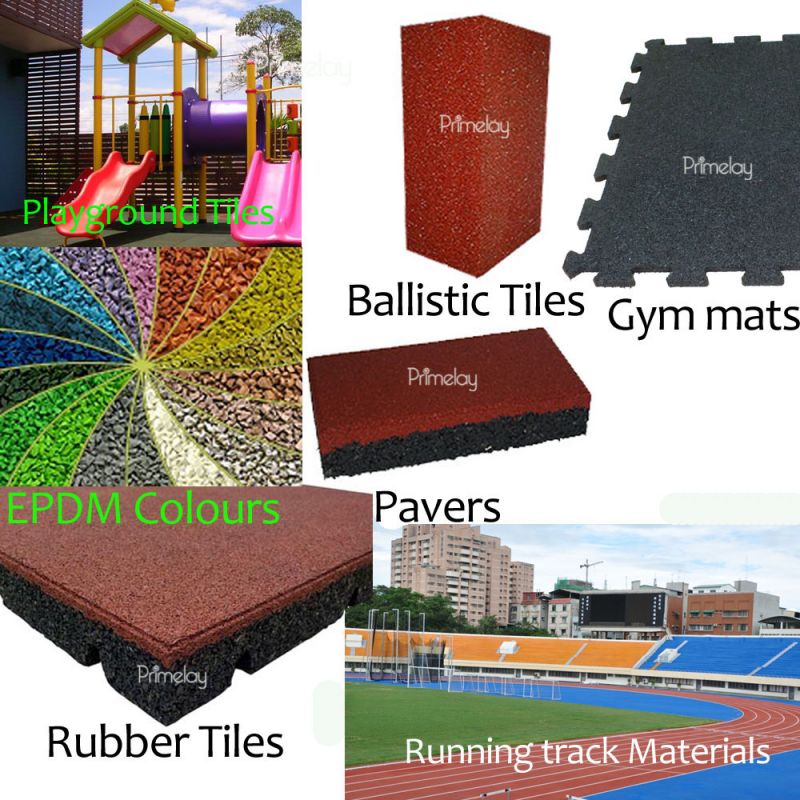 Primelay
Primelay
Primelay
Playground Tiles
Ballistic Tiles
Gym mats
Primelay
EPDM Colours
Pavers
Primelay
Rubber Tiles
Running track Materials